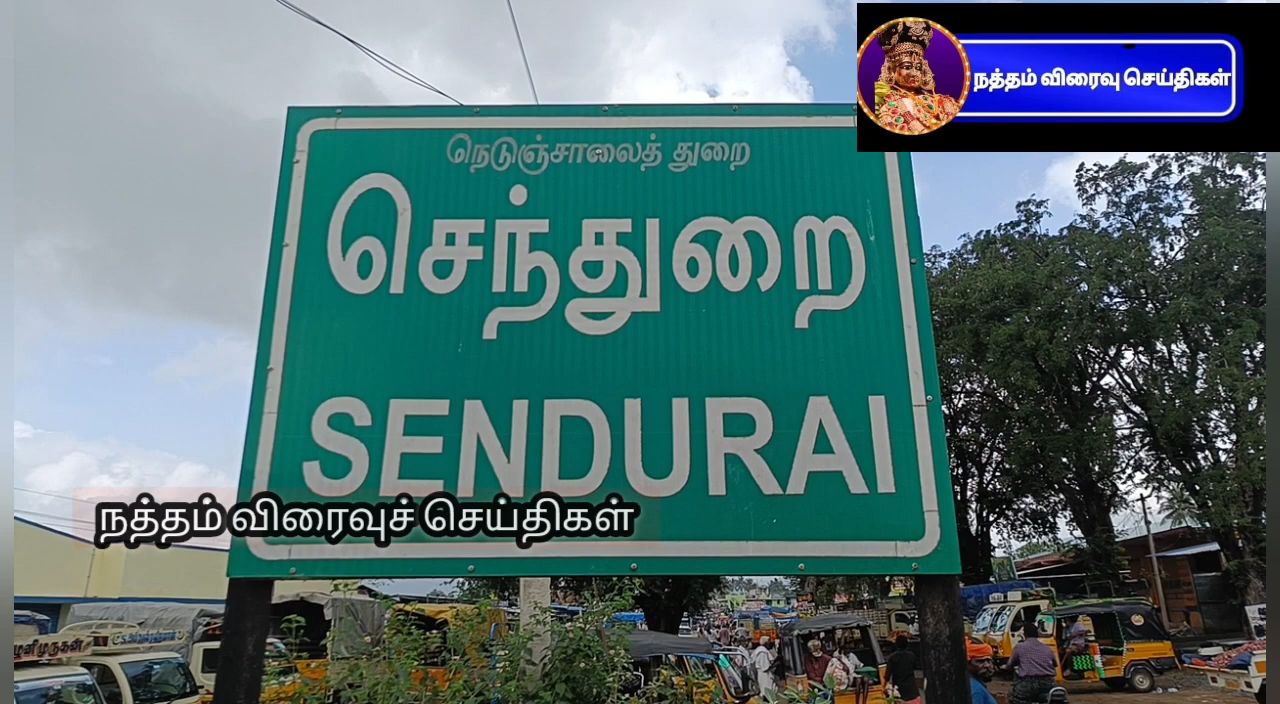 நத்தம் விரைவு செய்திகள்
நெடுஞ்சாலைத் துறை
செந்துறை
SENDURAI
நத்தம் விரைவுச் செய்திகள்